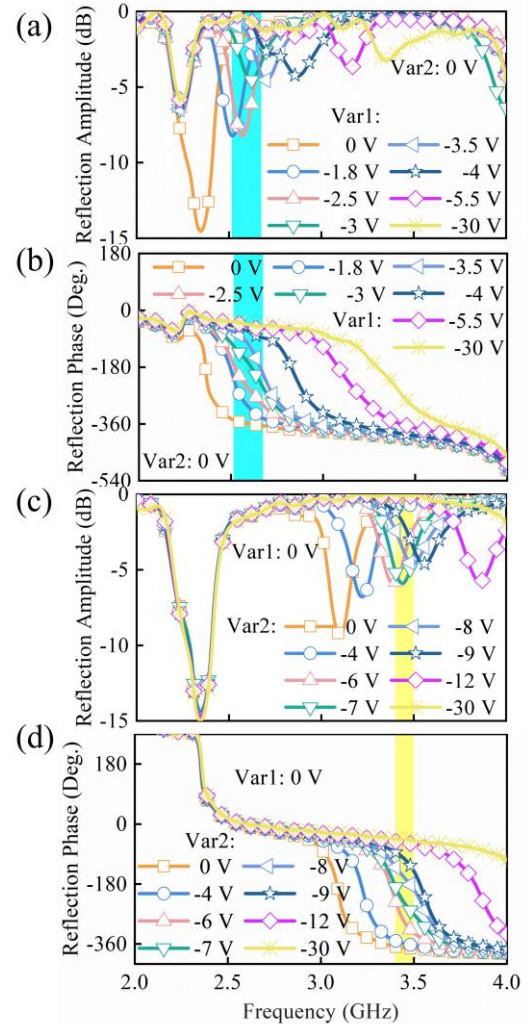 (a)
Reflection Amplitude (dB)
0
-5
-10
-15
Var2: 0 V
Var1:
0 V
-3.5 V
-1.8 V
-4 V
-2.5 V
-5.5 V
-3 V
-30 V
(b)
Reflection Phase (Deg.)
180
0
-180
-360
-540
0 V
-1.8 V
-3.5 V
-2.5 V
-3 V
-4 V
Var1:
-5.5 V
-30 V
Var2: 0 V
(c)
Reflection Amplitude (dB)
0
-5
-10
-15
Var1: 0 V
Var2:
0 V
-8 V
-4 V
-9 V
-6 V
-12 V
-7 V
-30 V
(d)
Reflection Phase (Deg.)
180
0
-180
-360
Var1: 0 V
Var2:
0 V
-8 V
-4 V
-9 V
-6 V
-12 V
-7 V
-30 V
2.0
2.5
3.0
3.5
4.0
Frequency (GHz)